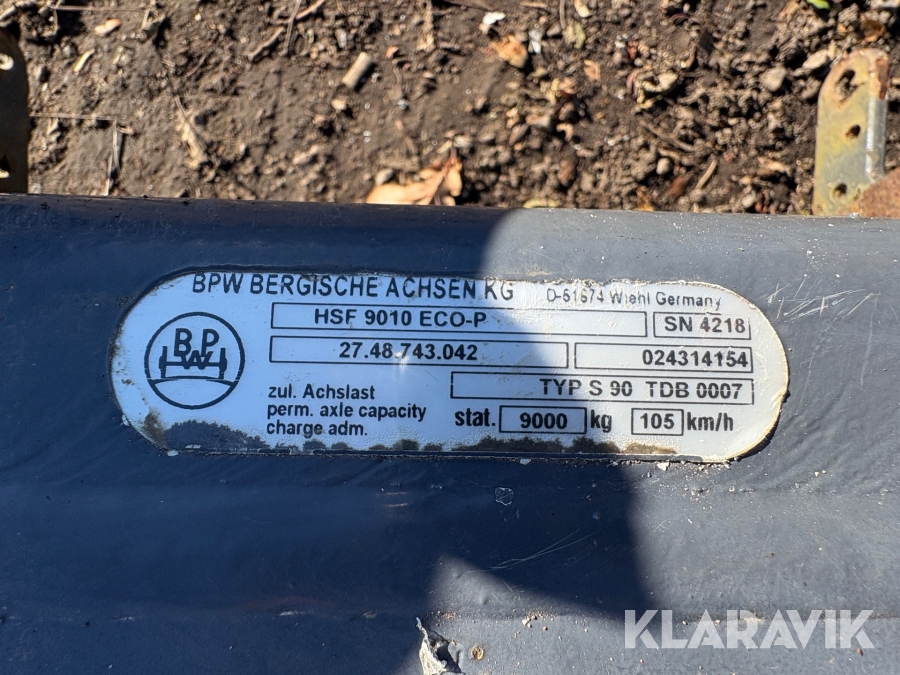 BPW BERGISCHE ACHSEN KG D-51674 Wiehl Germany
HSF 9010 ECO-P SN 4218
BPW
27.48.743.042 024314154
TYP S 90 TDB 0007
zul. Achslast
perm. axle capacity stat. 9000 kg 105 km/h
charge adm.
KLARAVIK